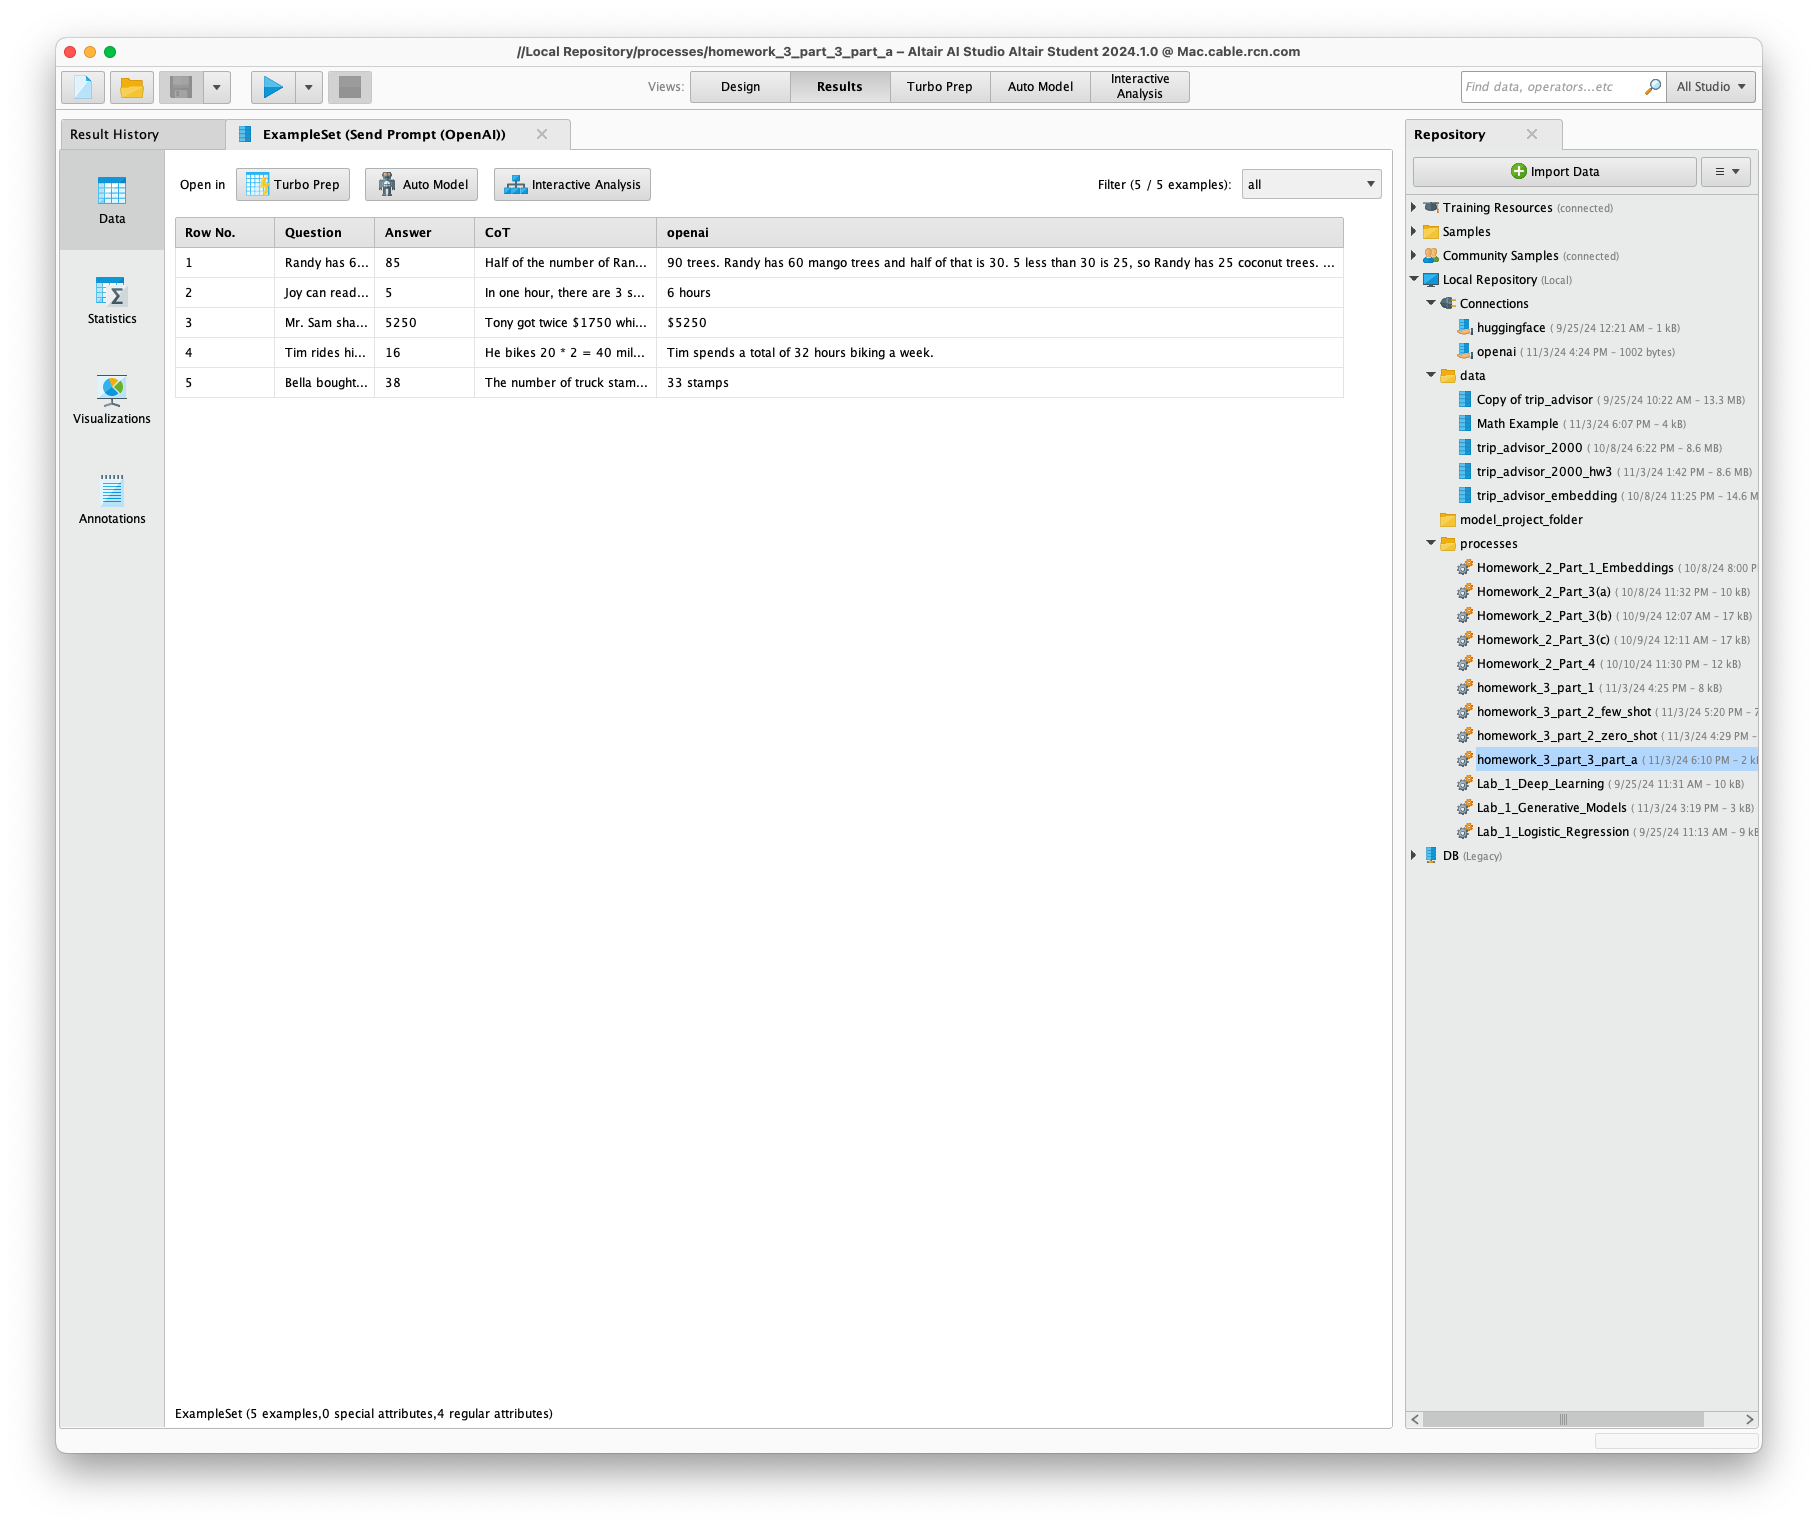 //Local Repository/processes/homework_3_part_3_part_a – Altair AI Studio Altair Student 2024.1.0 @ Mac.cable.rcn.com
Views:
Design
Results
Turbo Prep
Auto Model
Interactive
Analysis
Find data, operators...etc
All Studio
Result History
ExampleSet (Send Prompt (OpenAI))
Data
Statistics
Visualizations
Annotations
Open in
Turbo Prep
Auto Model
Interactive Analysis
Filter (5 / 5 examples):
all
Row No. Question Answer CoT openai
1 Randy has 6... 85 Half of the number of Ran... 90 trees. Randy has 60 mango trees and half of that is 30. 5 less than 30 is 25, so Randy has 25 coconut trees. ...
2 Joy can read... 5 In one hour, there are 3 s... 6 hours
3 Mr. Sam sha... 5250 Tony got twice $1750 whi... $5250
4 Tim rides hi... 16 He bikes 20 * 2 = 40 mil... Tim spends a total of 32 hours biking a week.
5 Bella bought... 38 The number of truck stam... 33 stamps
ExampleSet (5 examples,0 special attributes,4 regular attributes)
Repository
Import Data
Training Resources (connected)
Samples
Community Samples (connected)
Local Repository (Local)
Connections
huggingface ( 9/25/24 12:21 AM – 1 kB)
openai ( 11/3/24 4:24 PM – 1002 bytes)
data
Copy of trip_advisor ( 9/25/24 10:22 AM – 13.3 MB)
Math Example ( 11/3/24 6:07 PM – 4 kB)
trip_advisor_2000 ( 10/8/24 6:22 PM – 8.6 MB)
trip_advisor_2000_hw3 ( 11/3/24 1:42 PM – 8.6 MB)
trip_advisor_embedding ( 10/8/24 11:25 PM – 14.6 M
model_project_folder
processes
Homework_2_Part_1_Embeddings ( 10/8/24 8:00 P
Homework_2_Part_3(a) ( 10/8/24 11:32 PM – 10 kB)
Homework_2_Part_3(b) ( 10/9/24 12:07 AM – 17 kB)
Homework_2_Part_3(c) ( 10/9/24 12:11 AM – 17 kB)
Homework_2_Part_4 ( 10/10/24 11:30 PM – 12 kB)
homework_3_part_1 ( 11/3/24 4:25 PM – 8 kB)
homework_3_part_2_few_shot ( 11/3/24 5:20 PM – 7
homework_3_part_2_zero_shot ( 11/3/24 4:29 PM –
homework_3_part_3_part_a ( 11/3/24 6:10 PM – 2 k
Lab_1_Deep_Learning ( 9/25/24 11:31 AM – 10 kB)
Lab_1_Generative_Models ( 11/3/24 3:19 PM – 3 kB)
Lab_1_Logistic_Regression ( 9/25/24 11:13 AM – 9 kB
DB (Legacy)